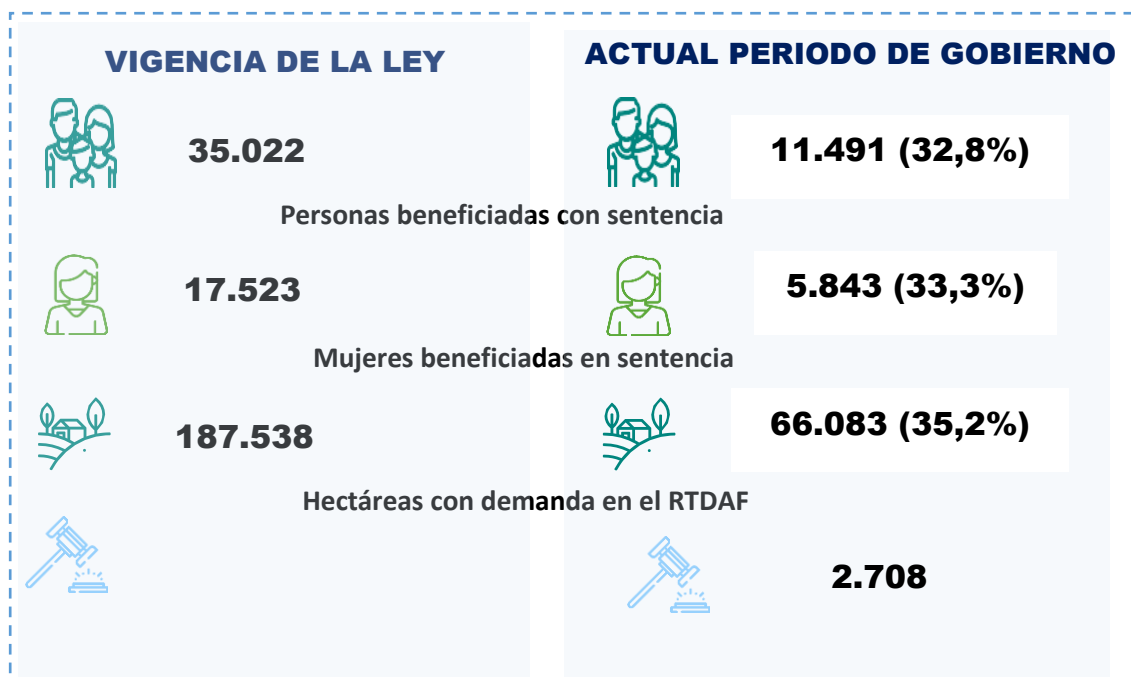 VIGENCIA DE LA LEY
ACTUAL PERIODO DE GOBIERNO
35.022
11.491 (32,8%)
Personas beneficiadas con sentencia
17.523
5.843 (33,3%)
Mujeres beneficiadas en sentencia
187.538
66.083 (35,2%)
Hectáreas con demanda en el RTDAF
2.708